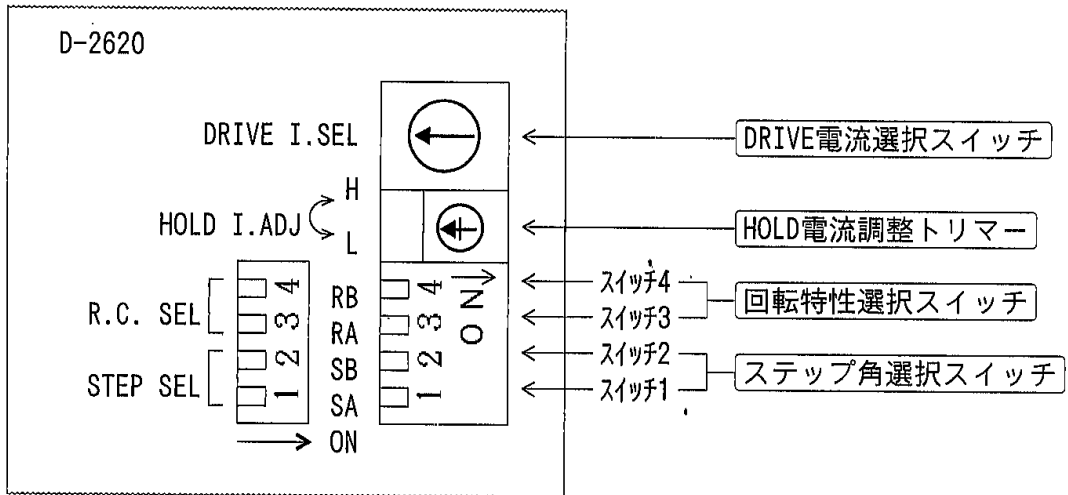 D-2620
DRIVE I.SEL
DRIVE電流選択スイッチ
H
HOLD I.ADJ
L
HOLD電流調整トリマー
R.C. SEL
4
3
RB
RA
4
3
ON
スイッチ4
スイッチ3
回転特性選択スイッチ
STEP SEL
2
1
SB
SA
2
1
スイッチ2
スイッチ1
ステップ角選択スイッチ
ON